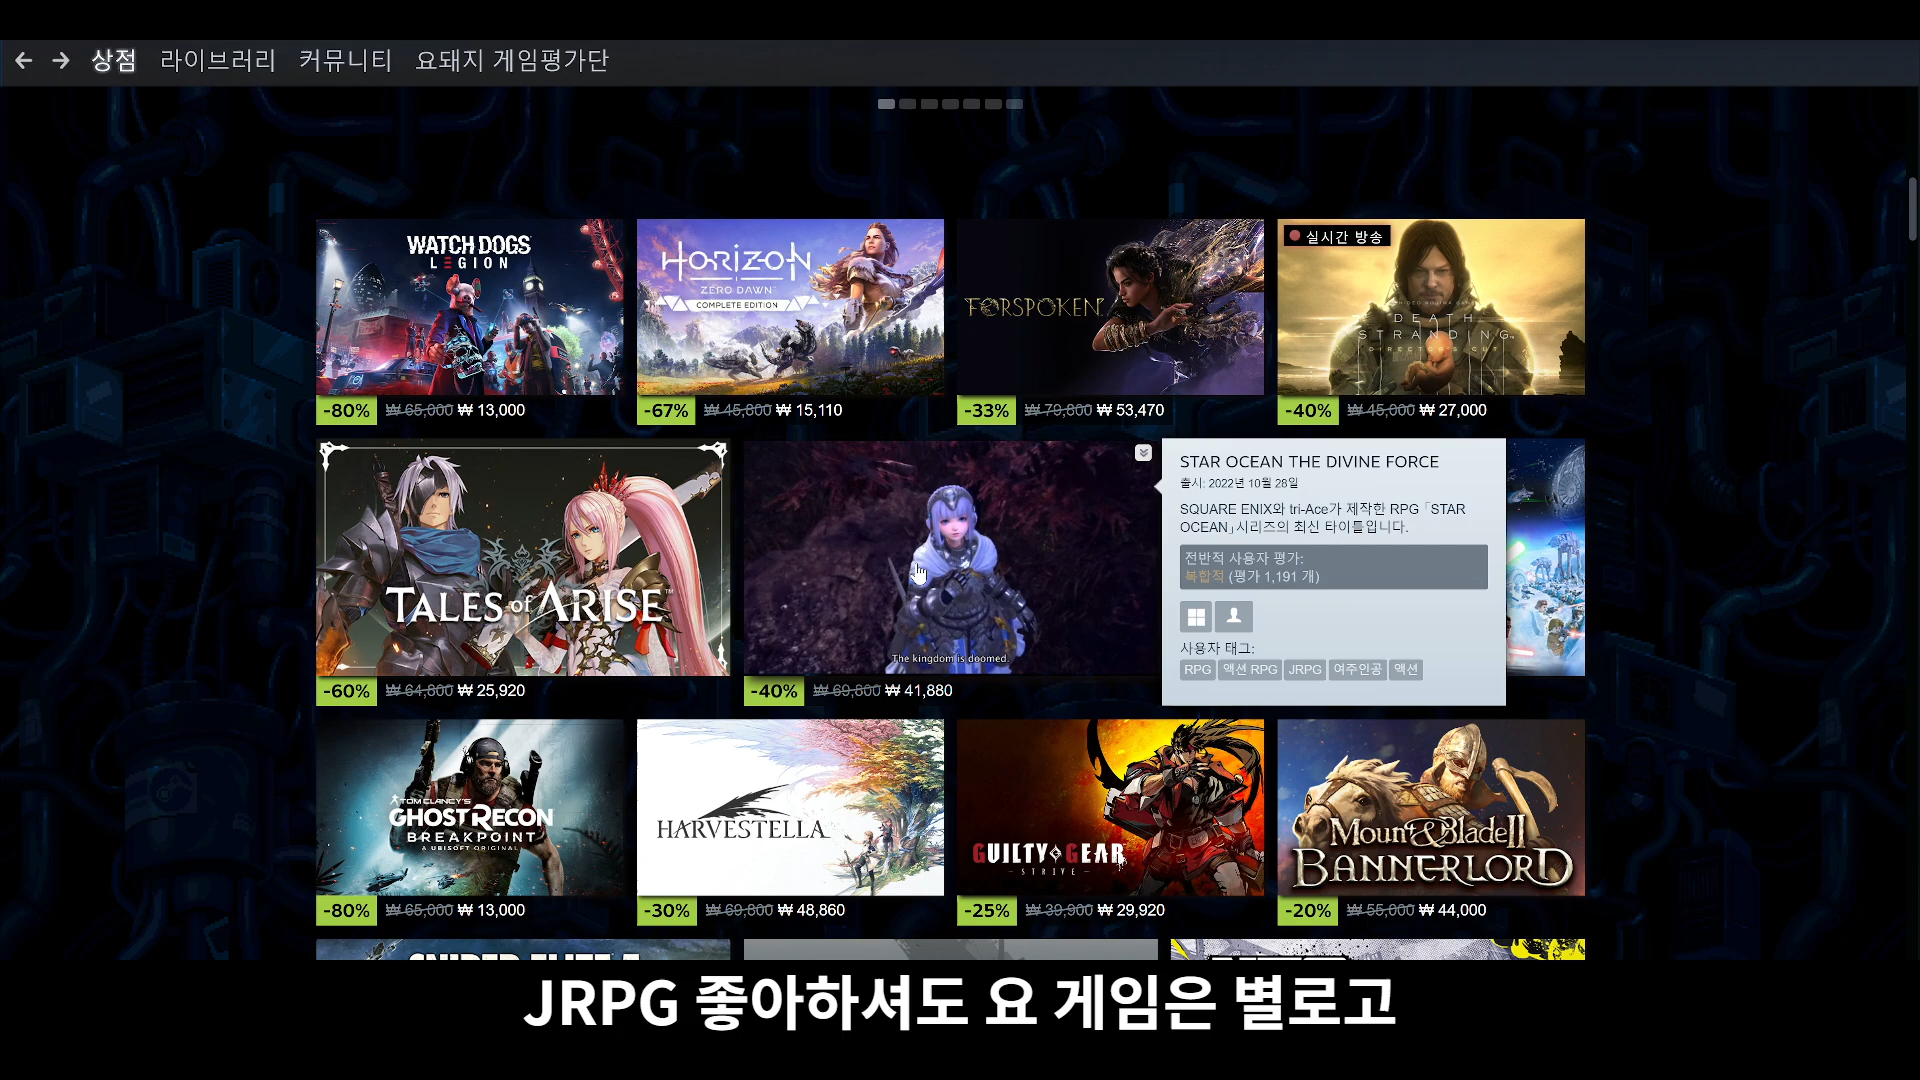 상점 라이브러리 커뮤니티 요돼지 게임평가단
WATCH DOGS
LEGION
-80% ₩ 65,000 ₩ 13,000
HORIZON
ZERO DAWN™
COMPLETE EDITION
-67% ₩ 45,800 ₩ 15,110
FORSPOKEN™
-33% ₩ 79,800 ₩ 53,470
실시간 방송
DEATH
STRANDING
DIRECTOR'S CUT
-40% ₩ 45,000 ₩ 27,000
TALES of ARISE™
-60% ₩ 64,800 ₩ 25,920
The kingdom is doomed.
-40% ₩ 69,800 ₩ 41,880
STAR OCEAN THE DIVINE FORCE
출시: 2022년 10월 28일
SQUARE ENIX와 tri-Ace가 제작한 RPG「STAR
OCEAN」시리즈의 최신 타이틀입니다.
전반적 사용자 평가:
복합적 (평가 1,191 개)
사용자 태그:
RPG 액션 RPG JRPG 여주인공 액션
TOM CLANCY'S
GHOST RECON
BREAKPOINT
A UBISOFT ORIGINAL
-80% ₩ 65,000 ₩ 13,000
HARVESTELLA
-30% ₩ 69,800 ₩ 48,860
GUILTY GEAR
- STRIVE -
-25% ₩ 39,900 ₩ 29,920
Mount & Blade II
BANNERLORD
-20% ₩ 55,000 ₩ 44,000
JRPG 좋아하셔도 요 게임은 별로고